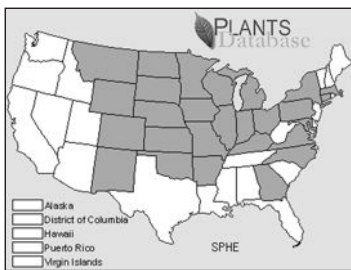 PLANTS
Database
Alaska
District of Columbia
Hawaii
Puerto Rico
Virgin Islands
SPHE